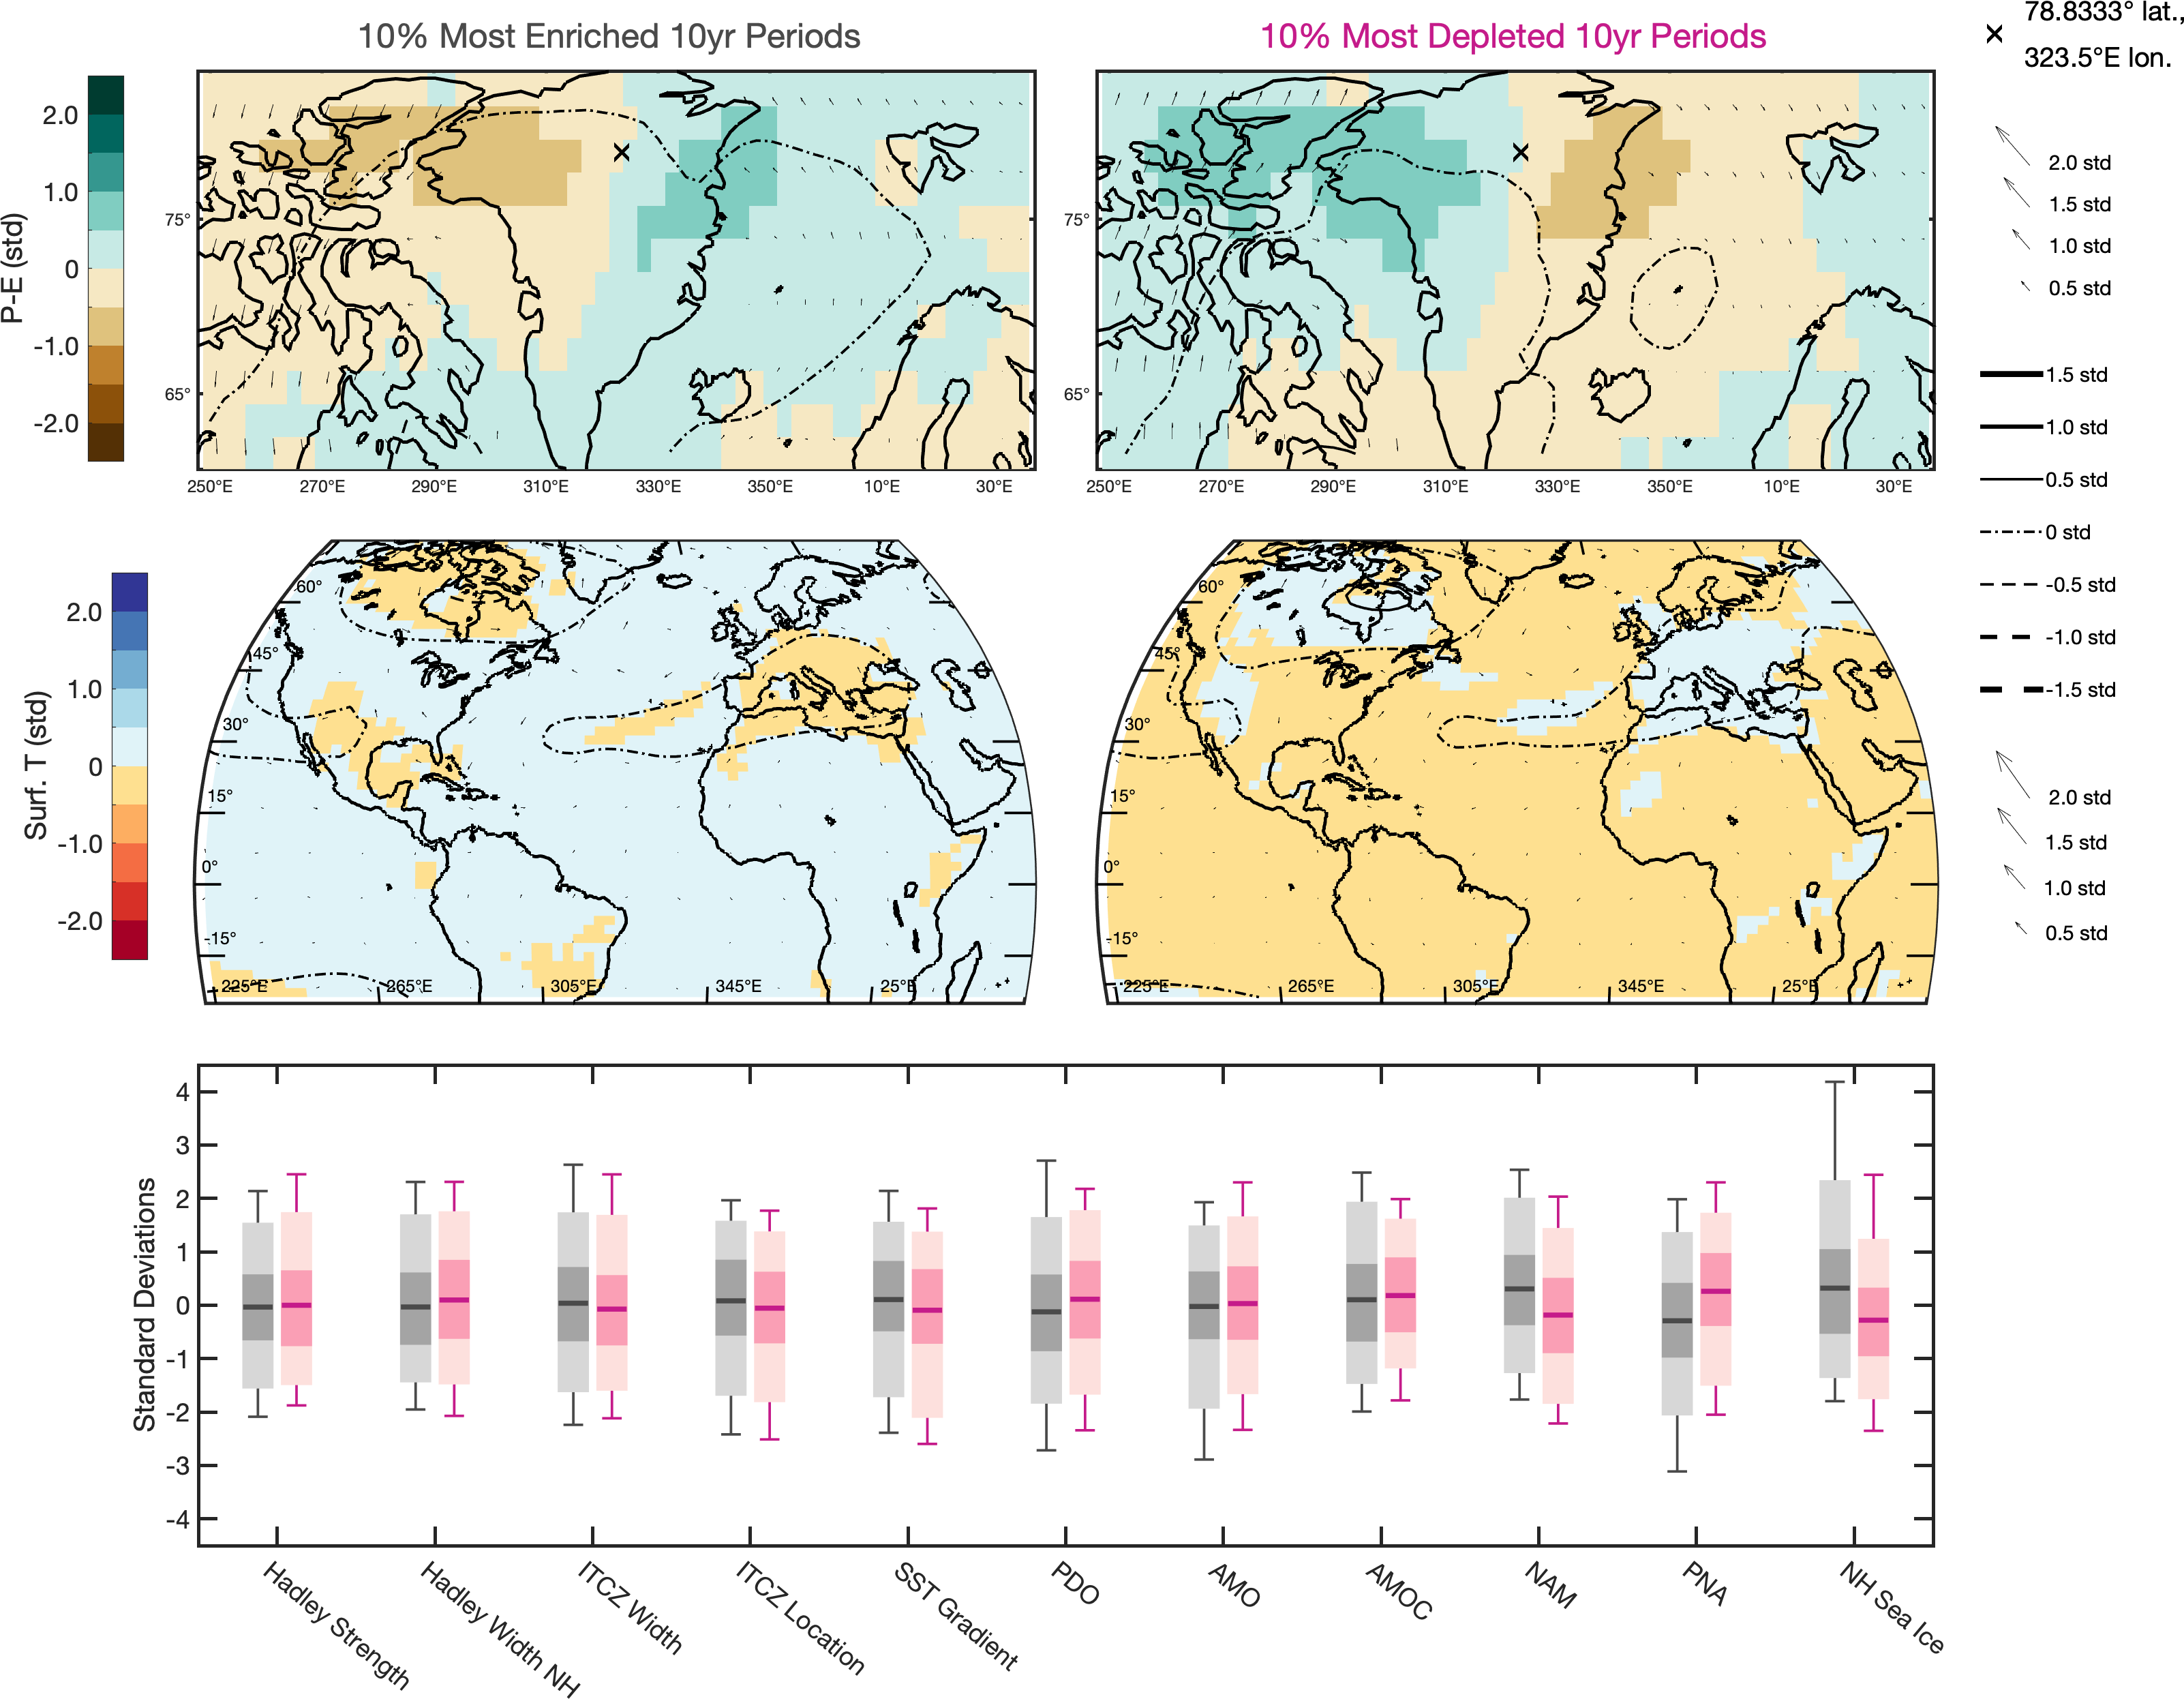 10% Most Enriched 10yr Periods
10% Most Depleted 10yr Periods
78.8333° lat.,
323.5°E lon.
P-E (std)
2.0
1.0
0
-1.0
-2.0
75°
65°
250°E 270°E 290°E 310°E 330°E 350°E 10°E 30°E
75°
65°
250°E 270°E 290°E 310°E 330°E 350°E 10°E 30°E
2.0 std
1.5 std
1.0 std
0.5 std
1.5 std
1.0 std
0.5 std
0 std
-0.5 std
-1.0 std
-1.5 std
Surf. T (std)
2.0
1.0
0
-1.0
-2.0
60°
45°
30°
15°
0°
-15°
225°E 265°E 305°E 345°E 25°E
60°
45°
30°
15°
0°
-15°
225°E 265°E 305°E 345°E 25°E
2.0 std
1.5 std
1.0 std
0.5 std
Standard Deviations
4
3
2
1
0
-1
-2
-3
-4
Hadley Strength
Hadley Width NH
ITCZ Width
ITCZ Location
SST Gradient
PDO
AMO
AMOC
NAM
PNA
NH Sea Ice